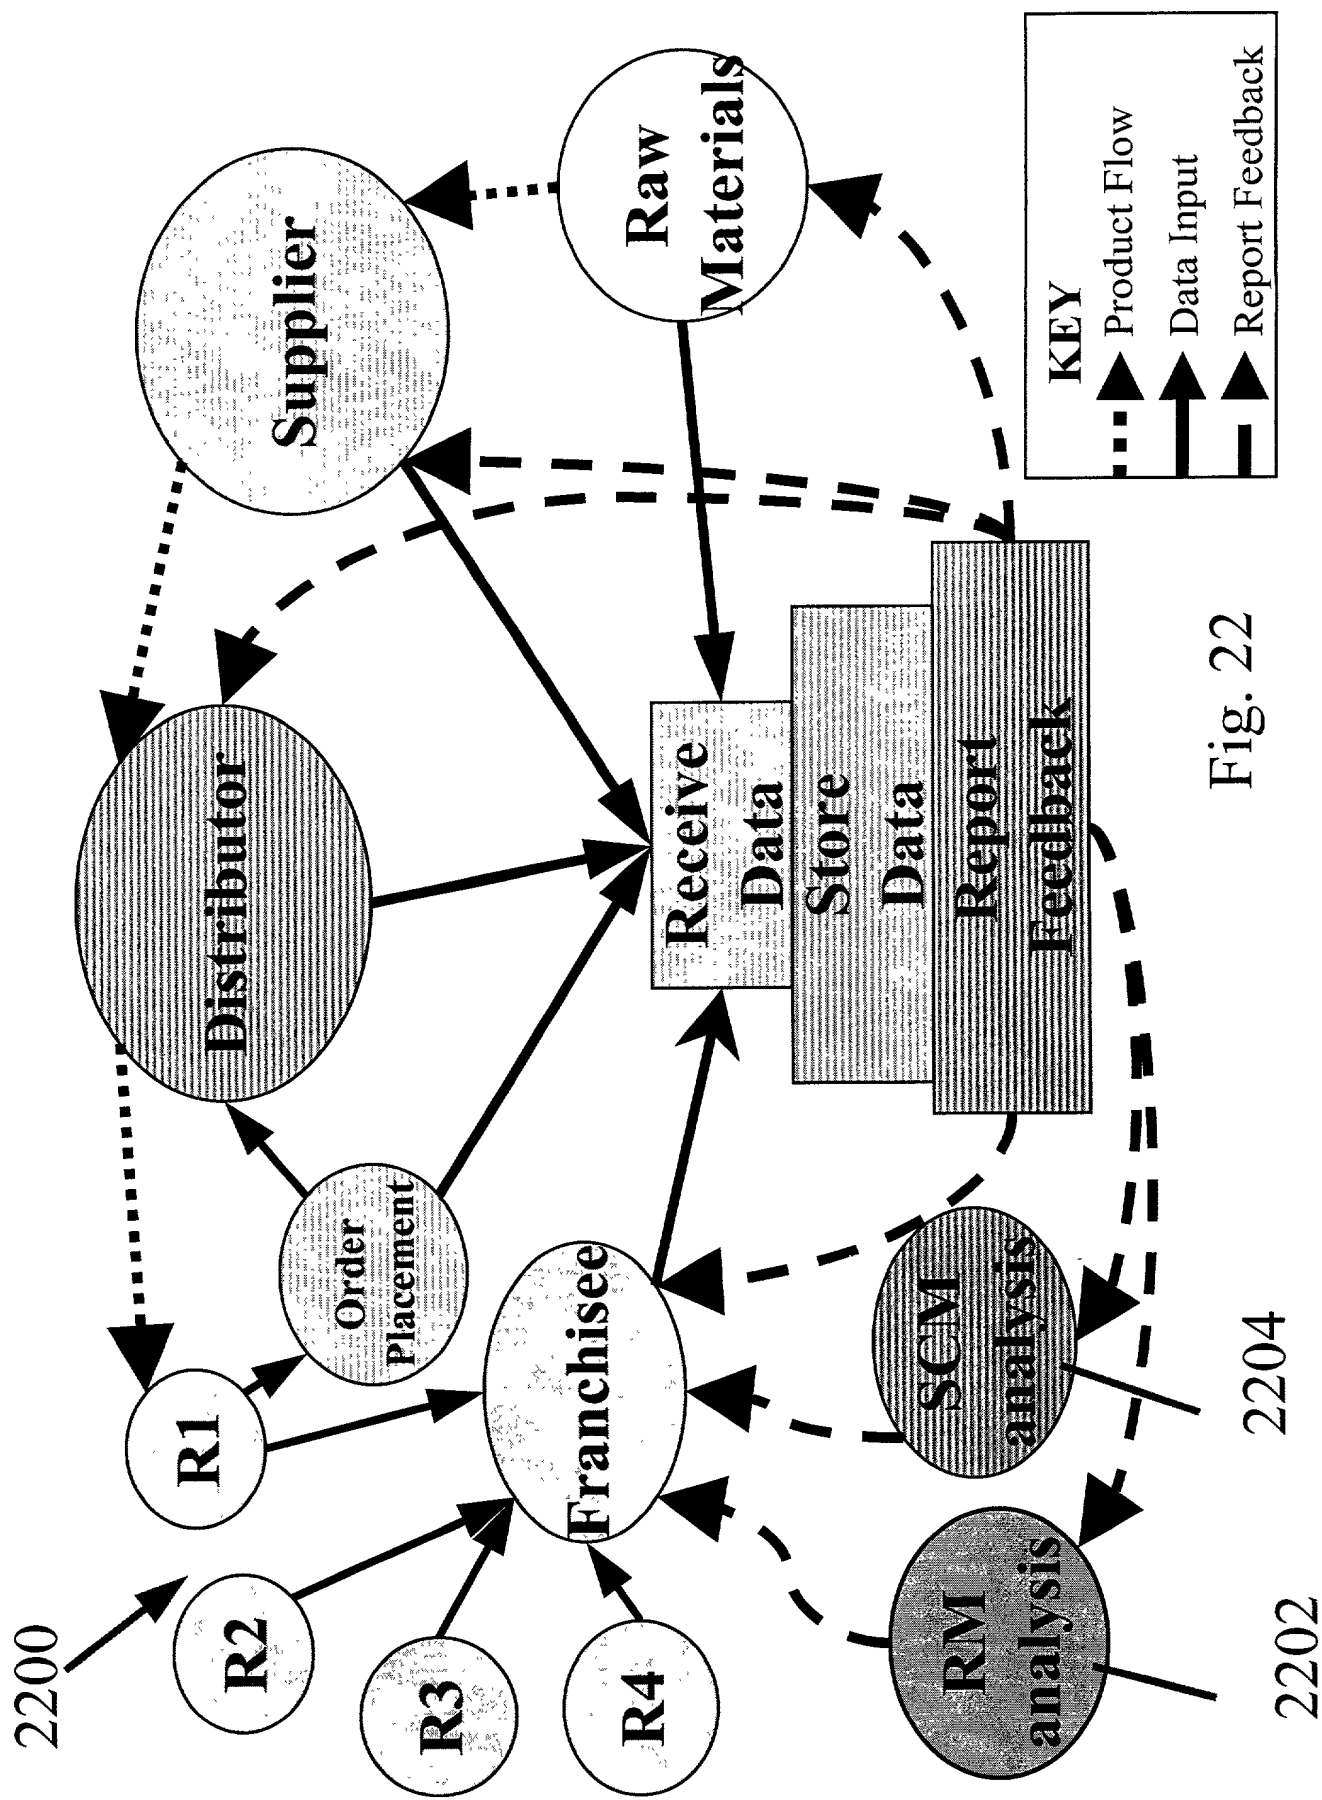 2200
R1
R2
R3
R4
Order
Placement
Distributor
Supplier
Franchisee
Raw
Materials
Receive
Data
Store
Data
Report
Feedback
RM
analysis
SCM
analysis
2202
2204
KEY
Product Flow
Data Input
Report Feedback
Fig. 22